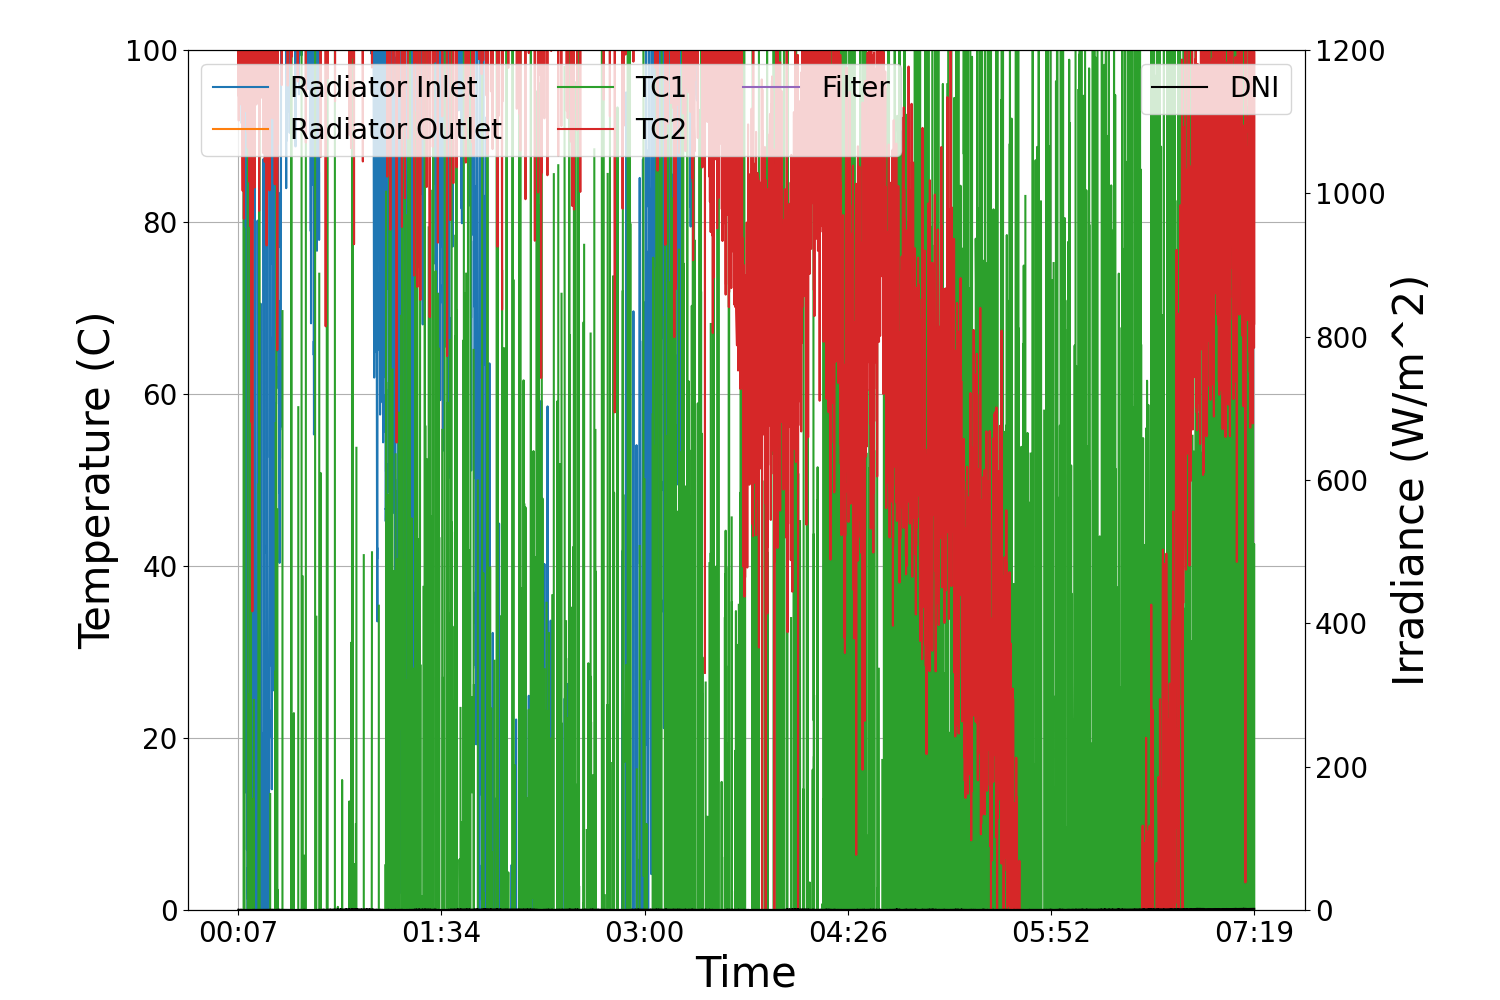 100
80
60
40
20
0
Temperature (C)
Radiator Inlet
Radiator Outlet
TC1
TC2
Filter
DNI
1200
1000
800
600
400
200
0
Irradiance (W/m^2)
00:07
01:34
03:00
04:26
05:52
07:19
Time